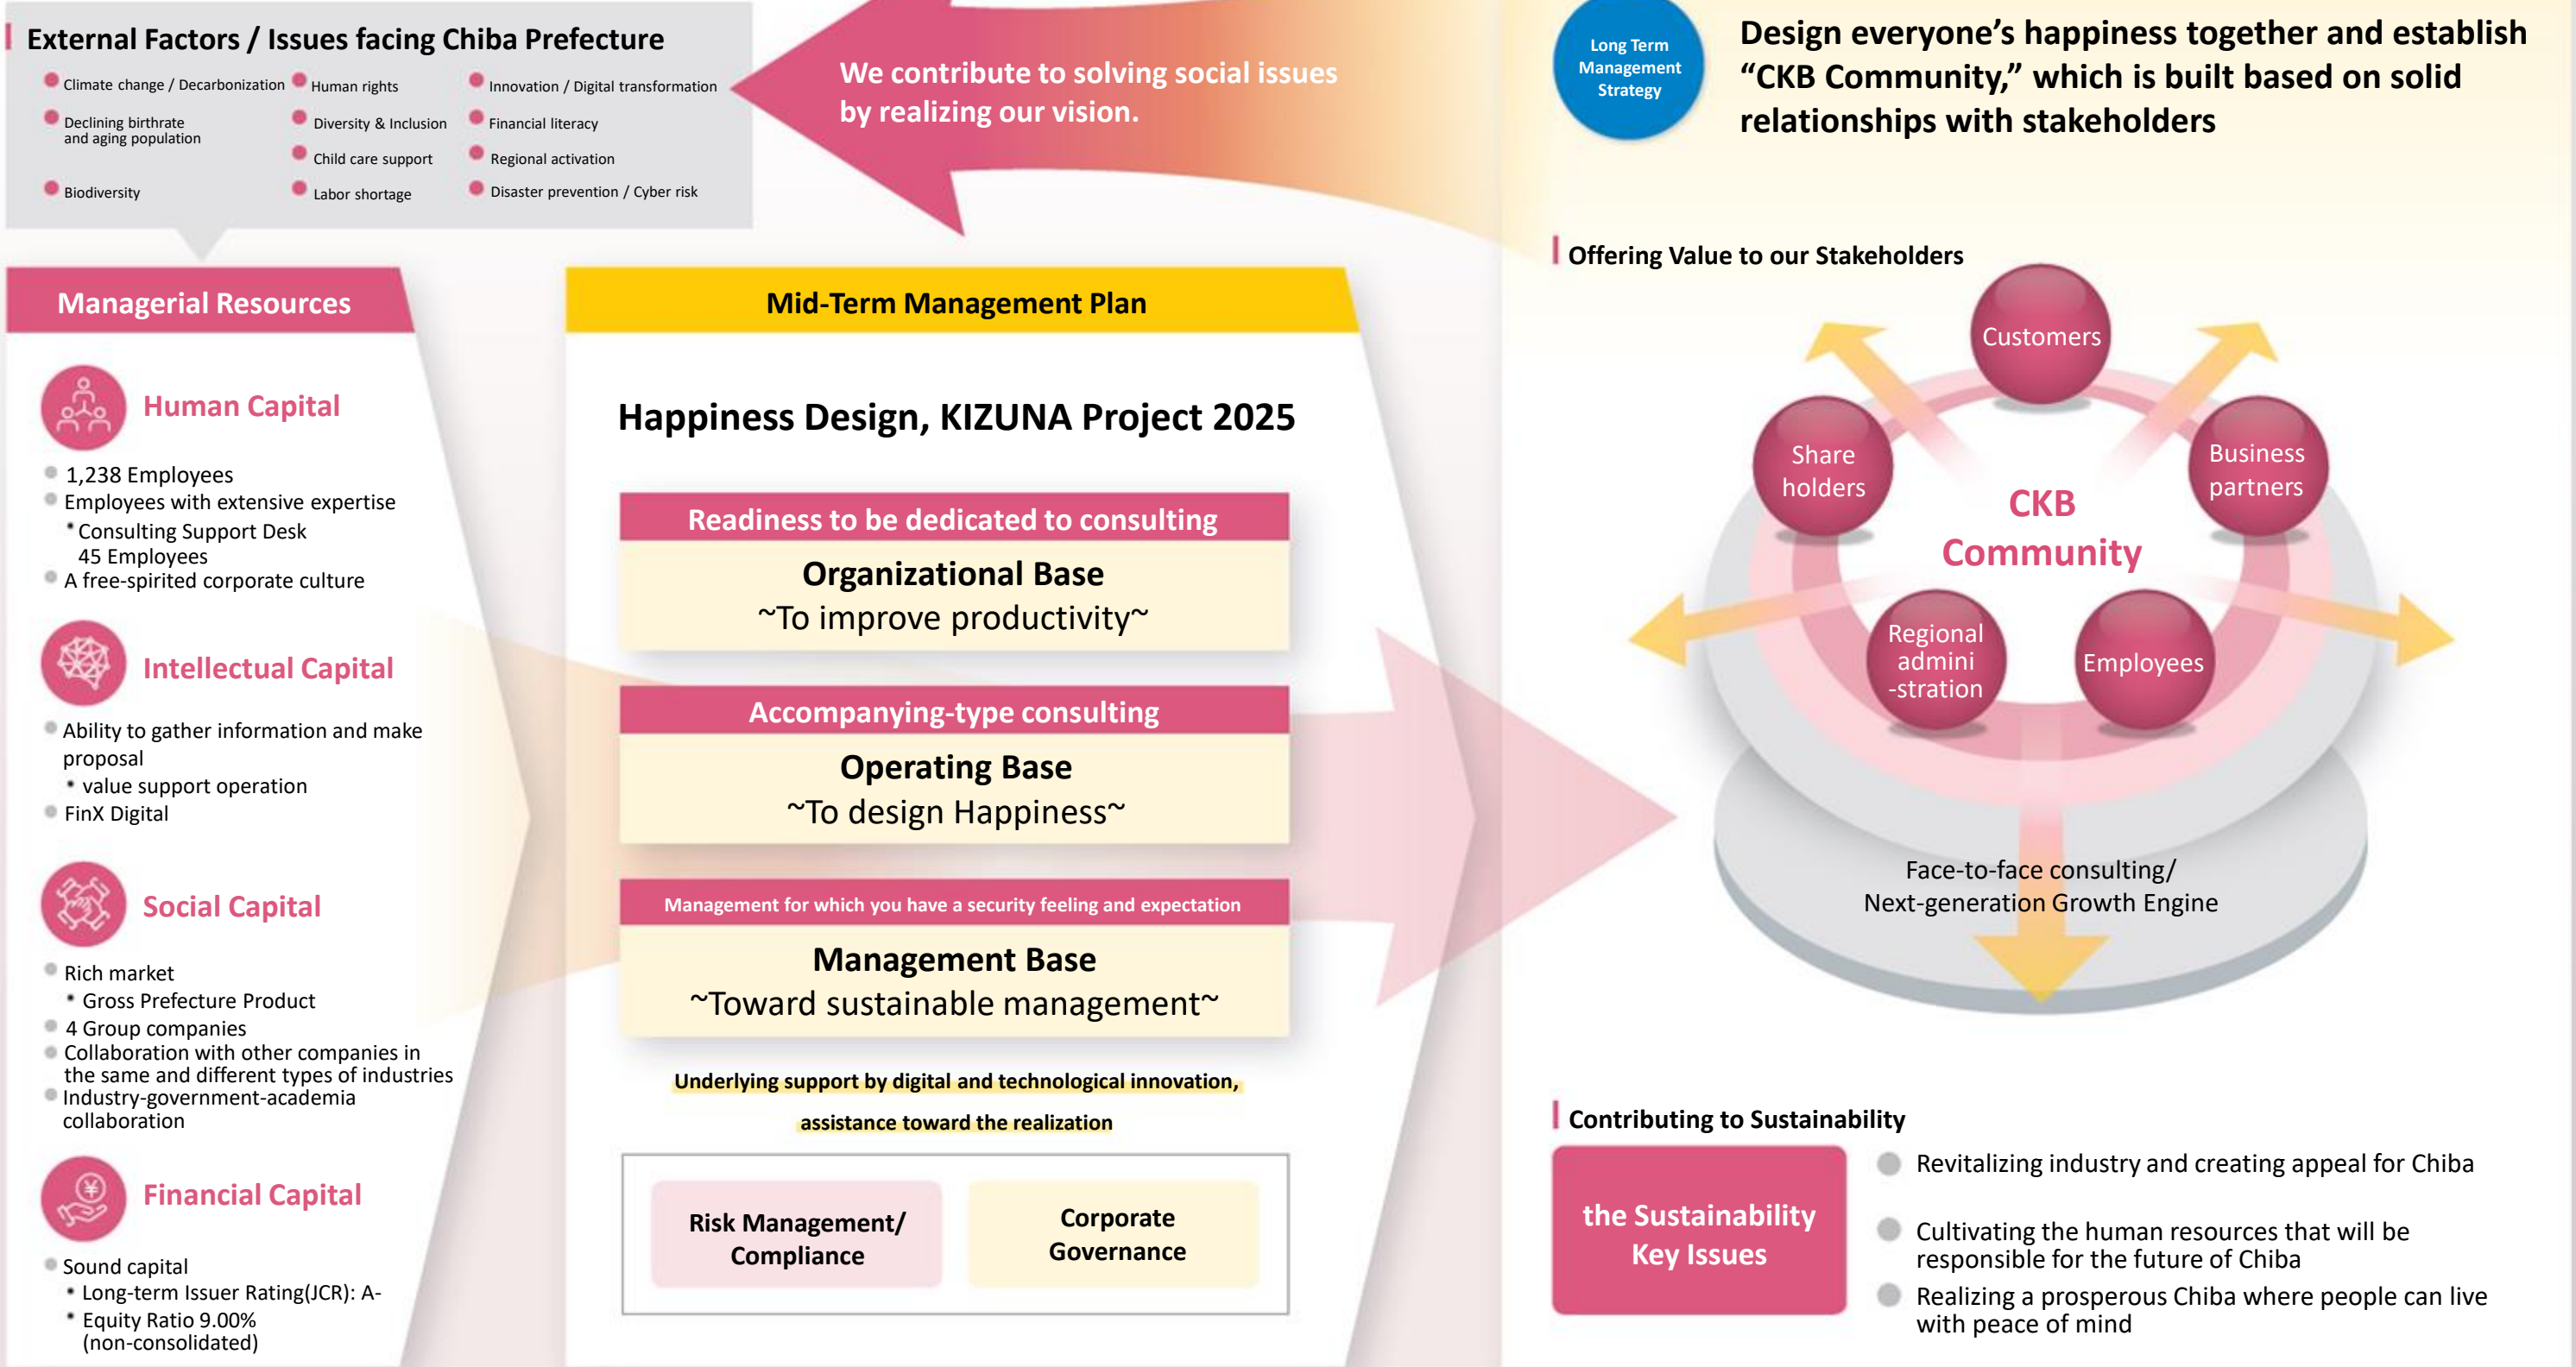 External Factors / Issues facing Chiba Prefecture
Climate change / Decarbonization
Declining birthrate
and aging population
Biodiversity
Human rights
Diversity & Inclusion
Child care support
Labor shortage
Innovation / Digital transformation
Financial literacy
Regional activation
Disaster prevention / Cyber risk
We contribute to solving social issues
by realizing our vision.
Long Term
Management
Strategy
Design everyone’s happiness together and establish
“CKB Community,” which is built based on solid
relationships with stakeholders
Managerial Resources
Human Capital
1,238 Employees
Employees with extensive expertise
* Consulting Support Desk
45 Employees
A free-spirited corporate culture
Intellectual Capital
Ability to gather information and make
proposal
* value support operation
FinX Digital
Social Capital
Rich market
* Gross Prefecture Product
4 Group companies
Collaboration with other companies in
the same and different types of industries
Industry-government-academia
collaboration
Financial Capital
Sound capital
* Long-term Issuer Rating(JCR): A-
* Equity Ratio 9.00%
(non-consolidated)
Mid-Term Management Plan
Happiness Design, KIZUNA Project 2025
Readiness to be dedicated to consulting
Organizational Base
~To improve productivity~
Accompanying-type consulting
Operating Base
~To design Happiness~
Management for which you have a security feeling and expectation
Management Base
~Toward sustainable management~
Underlying support by digital and technological innovation,
assistance toward the realization
Risk Management/
Compliance
Corporate
Governance
Offering Value to our Stakeholders
Customers
Share
holders
Business
partners
CKB
Community
Regional
admini
-stration
Employees
Face-to-face consulting/
Next-generation Growth Engine
Contributing to Sustainability
the Sustainability
Key Issues
Revitalizing industry and creating appeal for Chiba
Cultivating the human resources that will be
responsible for the future of Chiba
Realizing a prosperous Chiba where people can live
with peace of mind